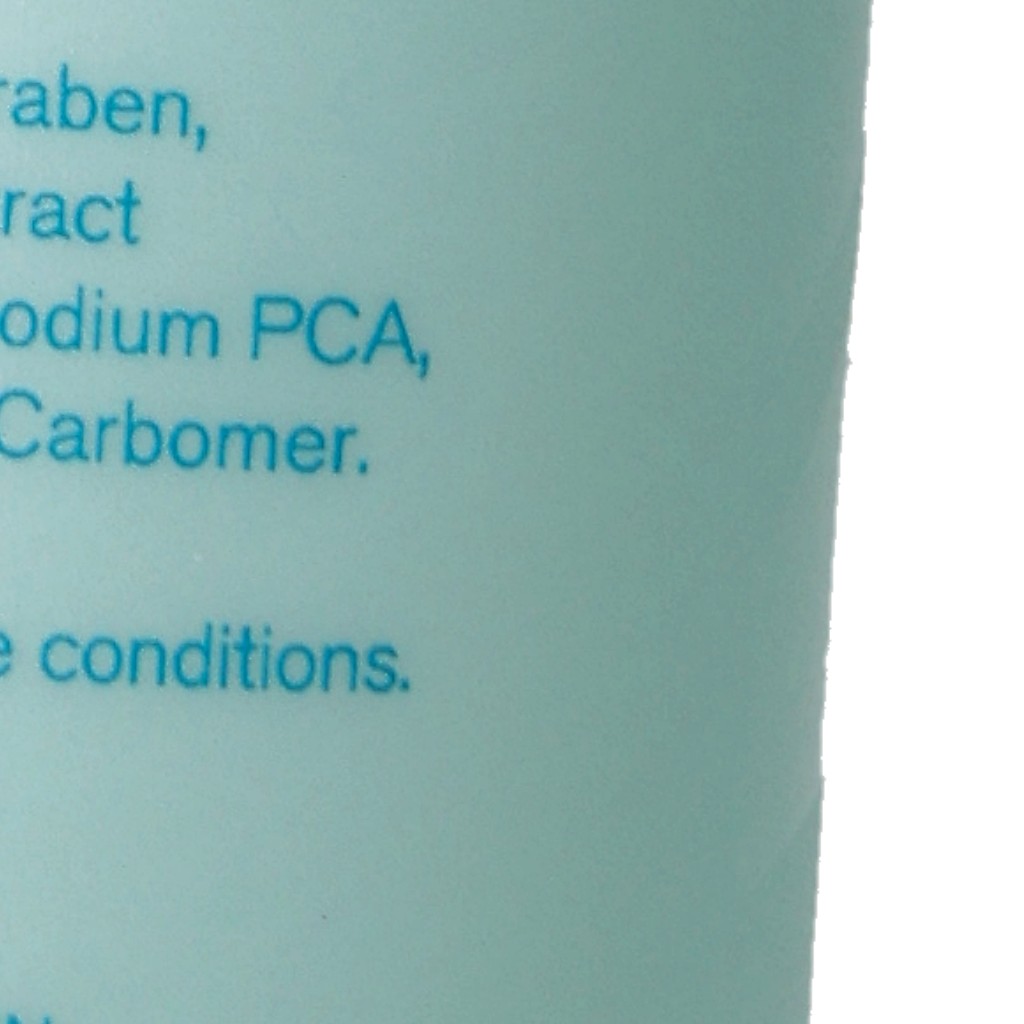 raben,
ract
odium PCA,
Carbomer.
e conditions.